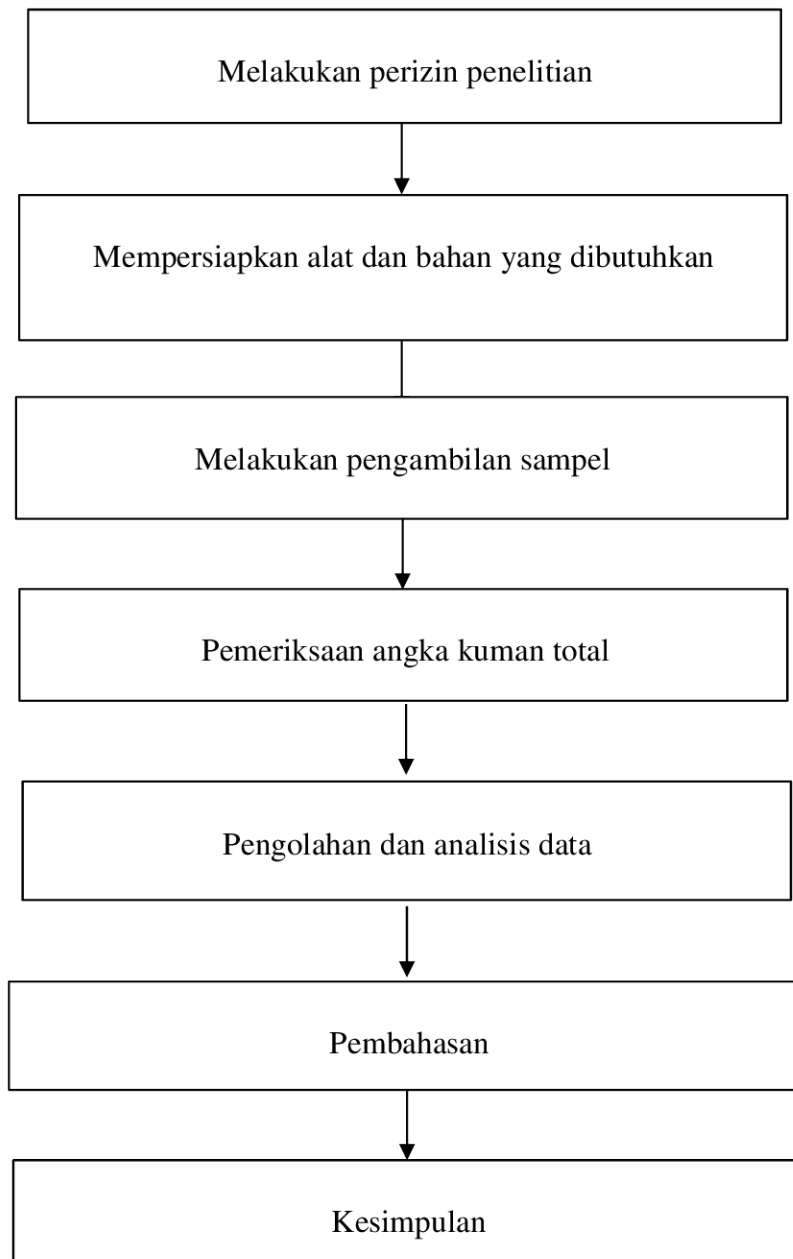 Melakukan perizin penelitian
Mempersiapkan alat dan bahan yang dibutuhkan
Melakukan pengambilan sampel
Pemeriksaan angka kuman total
Pengolahan dan analisis data
Pembahasan
Kesimpulan